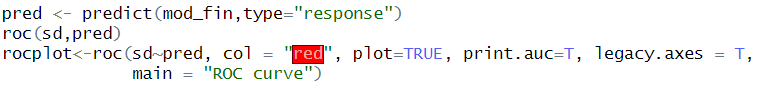 pred <- predict(mod_fin,type="response")
roc(sd,pred)
rocplot<-roc(sd~pred, col = "red", plot=TRUE, print.auc=T, legacy.axes = T,
main = "ROC curve")